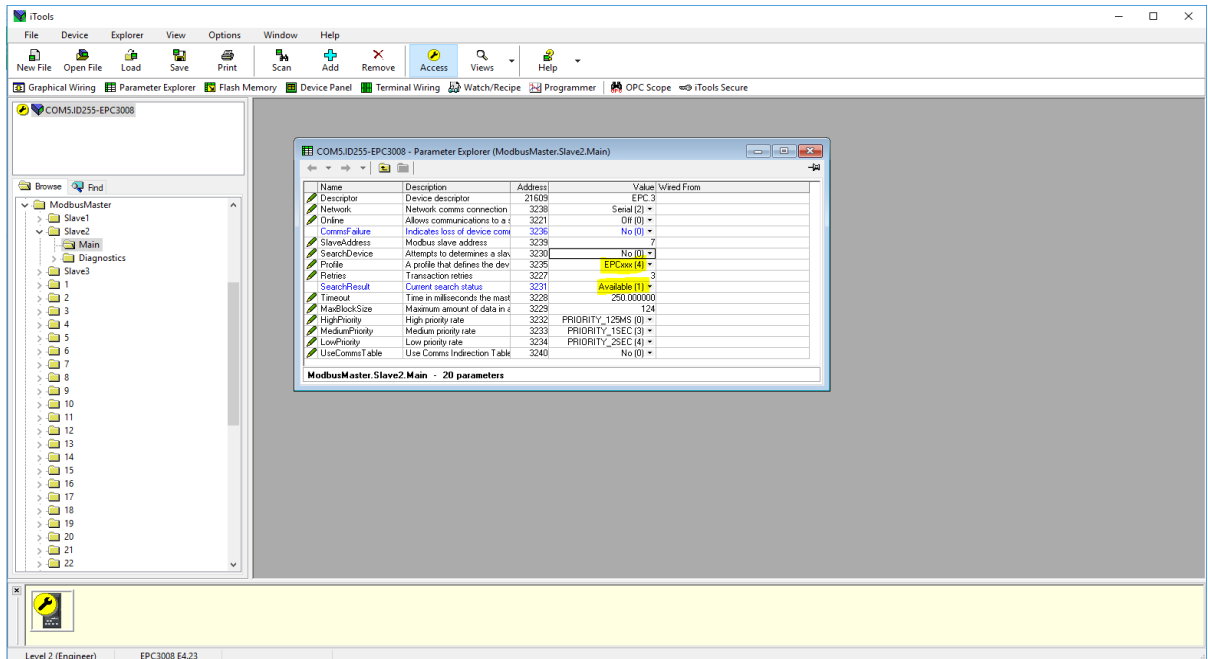 iTools
File Device Explorer View Options Window Help
New File Open File Load Save Print Scan Add Remove Access Views Help
Graphical Wiring Parameter Explorer Flash Memory Device Panel Terminal Wiring Watch/Recipe Programmer OPC Scope iTools Secure
COM5.ID255-EPC3008
Browse Find
ModbusMaster
Slave1
Slave2
Main
Diagnostics
Slave3
1
2
3
4
5
6
7
8
9
10
11
12
13
14
15
16
17
18
19
20
21
22
COM5.ID255-EPC3008 - Parameter Explorer (ModbusMaster.Slave2.Main)
Name Description Address Value Wired From
Descriptor Device descriptor 21609 EPC.3
Network Network comms connection 3238 Serial (2)
Online Allows communications to a s 3221 Off (0)
CommsFailure Indicates loss of device com 3236 No (0)
SlaveAddress Modbus slave address 3239 7
SearchDevice Attempts to determines a slav 3230 No (0)
Profile A profile that defines the dev 3235 EPCxxx (4)
Retries Transaction retries 3227 3
SearchResult Current search status 3231 Available (1)
Timeout Time in milliseconds the mast 3228 250.000000
MaxBlockSize Maximum amount of data in a 3229 124
HighPriority High priority rate 3232 PRIORITY_125MS (0)
MediumPriority Medium priority rate 3233 PRIORITY_1SEC (3)
LowPriority Low priority rate 3234 PRIORITY_2SEC (4)
UseCommsTable Use Comms Indirection Table 3240 No (0)
ModbusMaster.Slave2.Main - 20 parameters
Level 2 (Engineer) EPC3008 E4.23